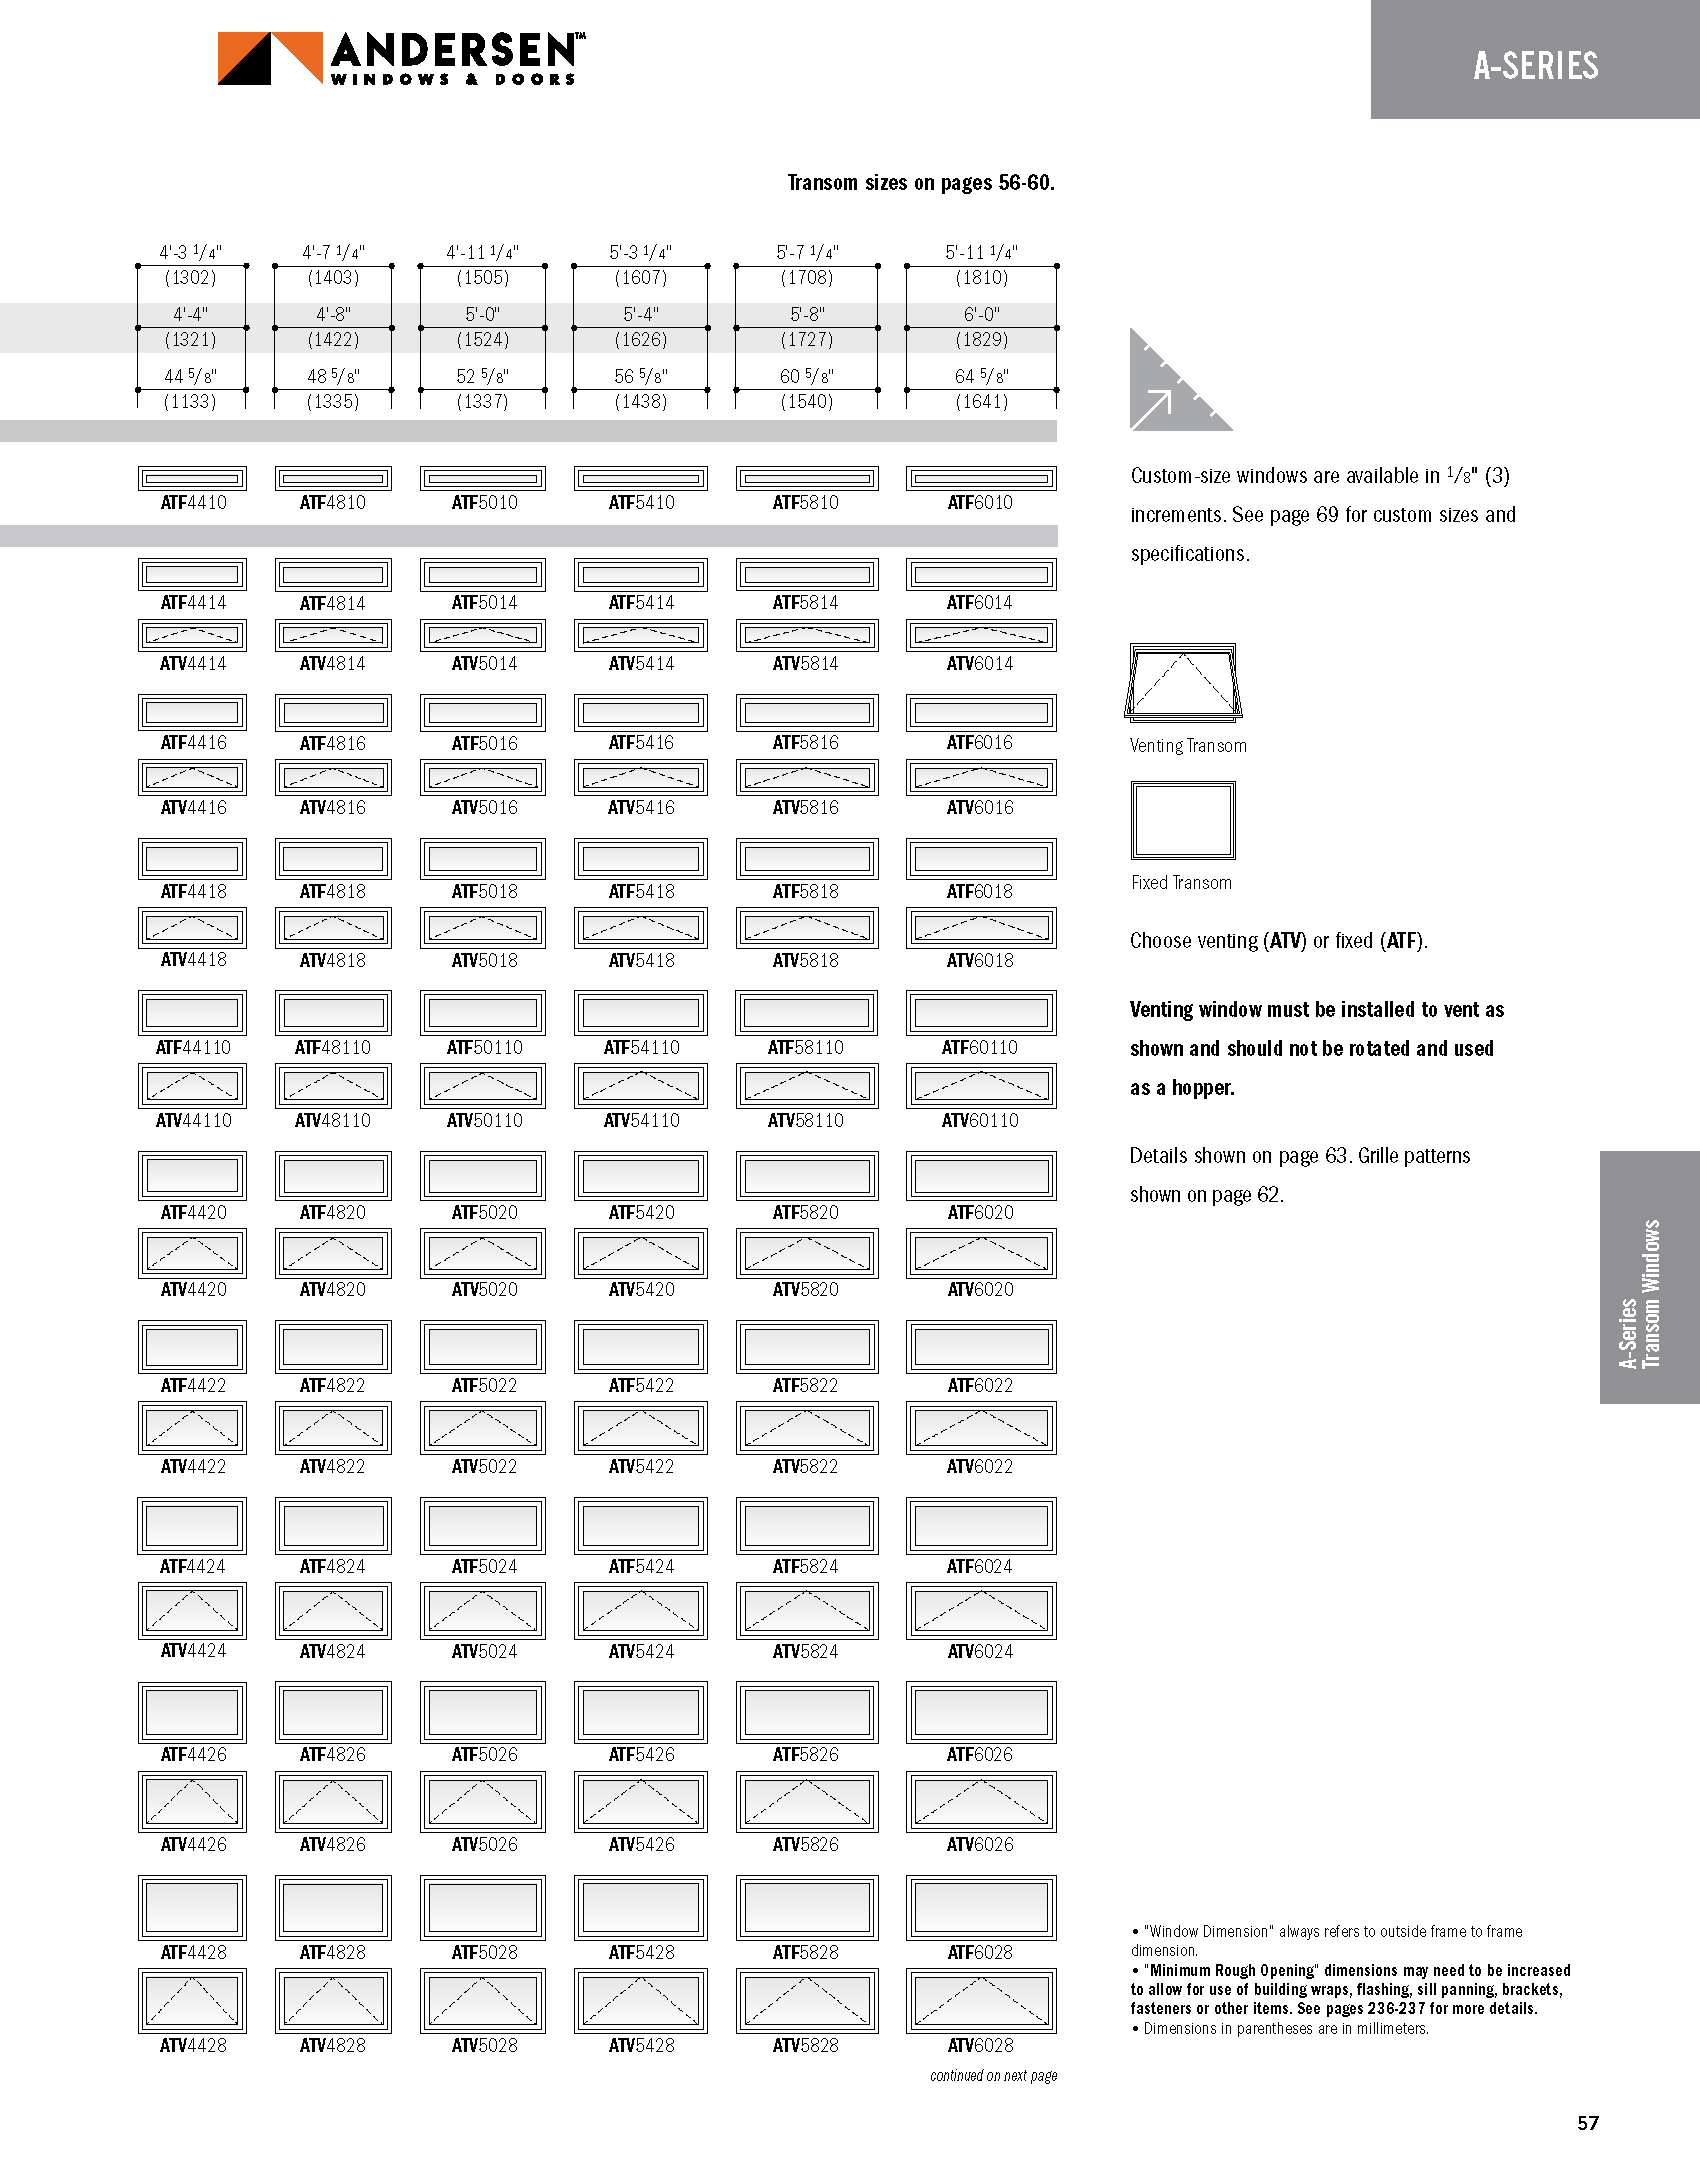 ANDERSEN™
WINDOWS & DOORS
A-SERIES
Transom sizes on pages 56-60.
4'-3 1/4" 4'-7 1/4" 4'-11 1/4" 5'-3 1/4" 5'-7 1/4" 5'-11 1/4"
(1302) (1403) (1505) (1607) (1708) (1810)
4'-4" 4'-8" 5'-0" 5'-4" 5'-8" 6'-0"
(1321) (1422) (1524) (1626) (1727) (1829)
44 5/8" 48 5/8" 52 5/8" 56 5/8" 60 5/8" 64 5/8"
(1133) (1335) (1337) (1438) (1540) (1641)
ATF4410 ATF4810 ATF5010 ATF5410 ATF5810 ATF6010
ATF4414 ATF4814 ATF5014 ATF5414 ATF5814 ATF6014
ATV4414 ATV4814 ATV5014 ATV5414 ATV5814 ATV6014
ATF4416 ATF4816 ATF5016 ATF5416 ATF5816 ATF6016
ATV4416 ATV4816 ATV5016 ATV5416 ATV5816 ATV6016
ATF4418 ATF4818 ATF5018 ATF5418 ATF5818 ATF6018
ATV4418 ATV4818 ATV5018 ATV5418 ATV5818 ATV6018
ATF44110 ATF48110 ATF50110 ATF54110 ATF58110 ATF60110
ATV44110 ATV48110 ATV50110 ATV54110 ATV58110 ATV60110
ATF4420 ATF4820 ATF5020 ATF5420 ATF5820 ATF6020
ATV4420 ATV4820 ATV5020 ATV5420 ATV5820 ATV6020
ATF4422 ATF4822 ATF5022 ATF5422 ATF5822 ATF6022
ATV4422 ATV4822 ATV5022 ATV5422 ATV5822 ATV6022
ATF4424 ATF4824 ATF5024 ATF5424 ATF5824 ATF6024
ATV4424 ATV4824 ATV5024 ATV5424 ATV5824 ATV6024
ATF4426 ATF4826 ATF5026 ATF5426 ATF5826 ATF6026
ATV4426 ATV4826 ATV5026 ATV5426 ATV5826 ATV6026
ATF4428 ATF4828 ATF5028 ATF5428 ATF5828 ATF6028
ATV4428 ATV4828 ATV5028 ATV5428 ATV5828 ATV6028
continued on next page
Custom-size windows are available in 1/8" (3)
increments. See page 69 for custom sizes and
specifications.
Venting Transom
Fixed Transom
Choose venting (ATV) or fixed (ATF).
Venting window must be installed to vent as
shown and should not be rotated and used
as a hopper.
Details shown on page 63. Grille patterns
shown on page 62.
A-Series
Transom Windows
• "Window Dimension" always refers to outside frame to frame
dimension.
• "Minimum Rough Opening" dimensions may need to be increased
to allow for use of building wraps, flashing, sill panning, brackets,
fasteners or other items. See pages 236-237 for more details.
• Dimensions in parentheses are in millimeters.
57